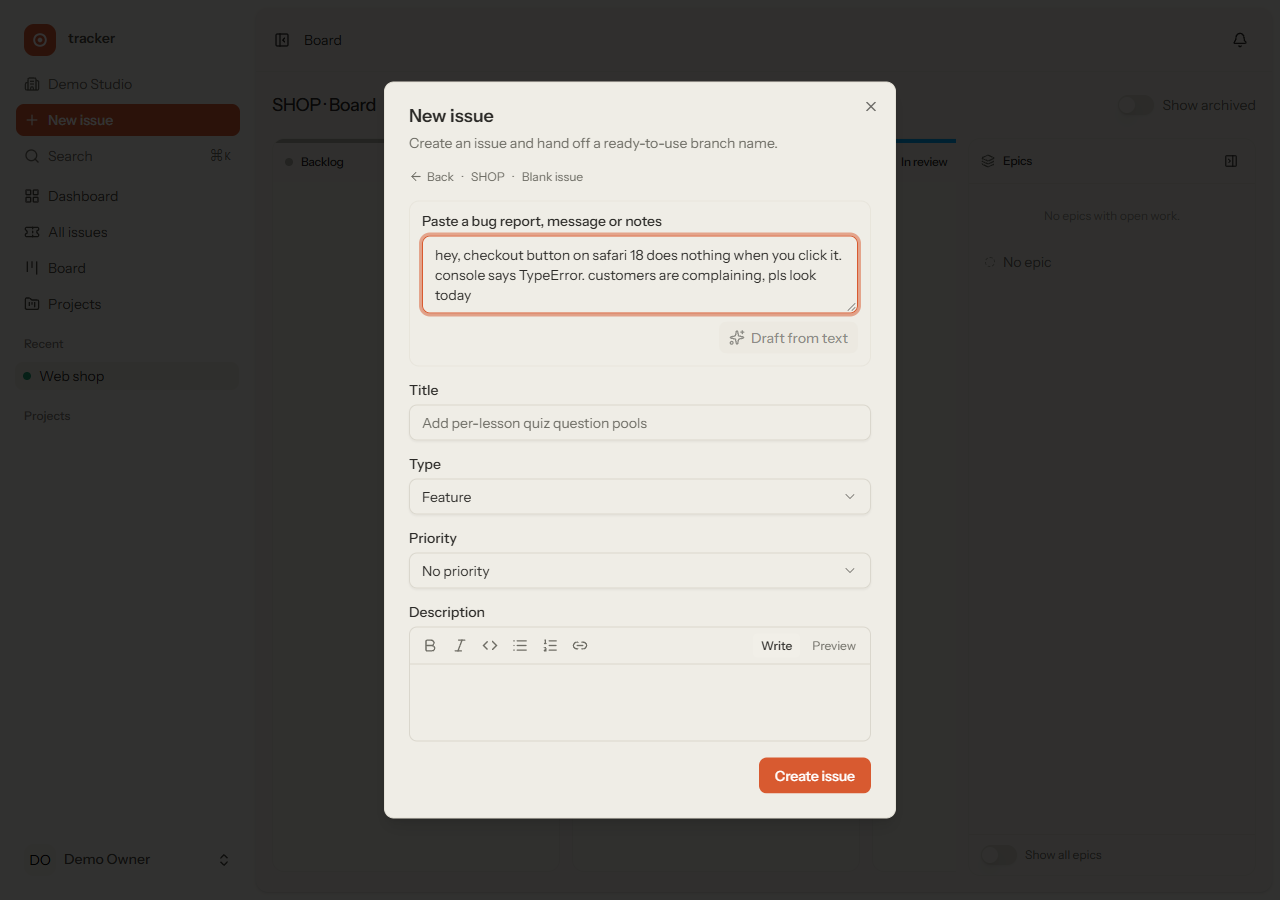 tracker
Demo Studio
New issue
Search ⌘K
Dashboard
All issues
Board
Projects
Recent
Web shop
Projects
DO Demo Owner
Board
SHOP·Board
Show archived
Backlog
In review
Epics
No epics with open work.
No epic
Show all epics
New issue
Create an issue and hand off a ready-to-use branch name.
← Back · SHOP · Blank issue
Paste a bug report, message or notes
hey, checkout button on safari 18 does nothing when you click it.
console says TypeError. customers are complaining, pls look
today
Draft from text
Title
Add per-lesson quiz question pools
Type
Feature
Priority
No priority
Description
Write Preview
Create issue